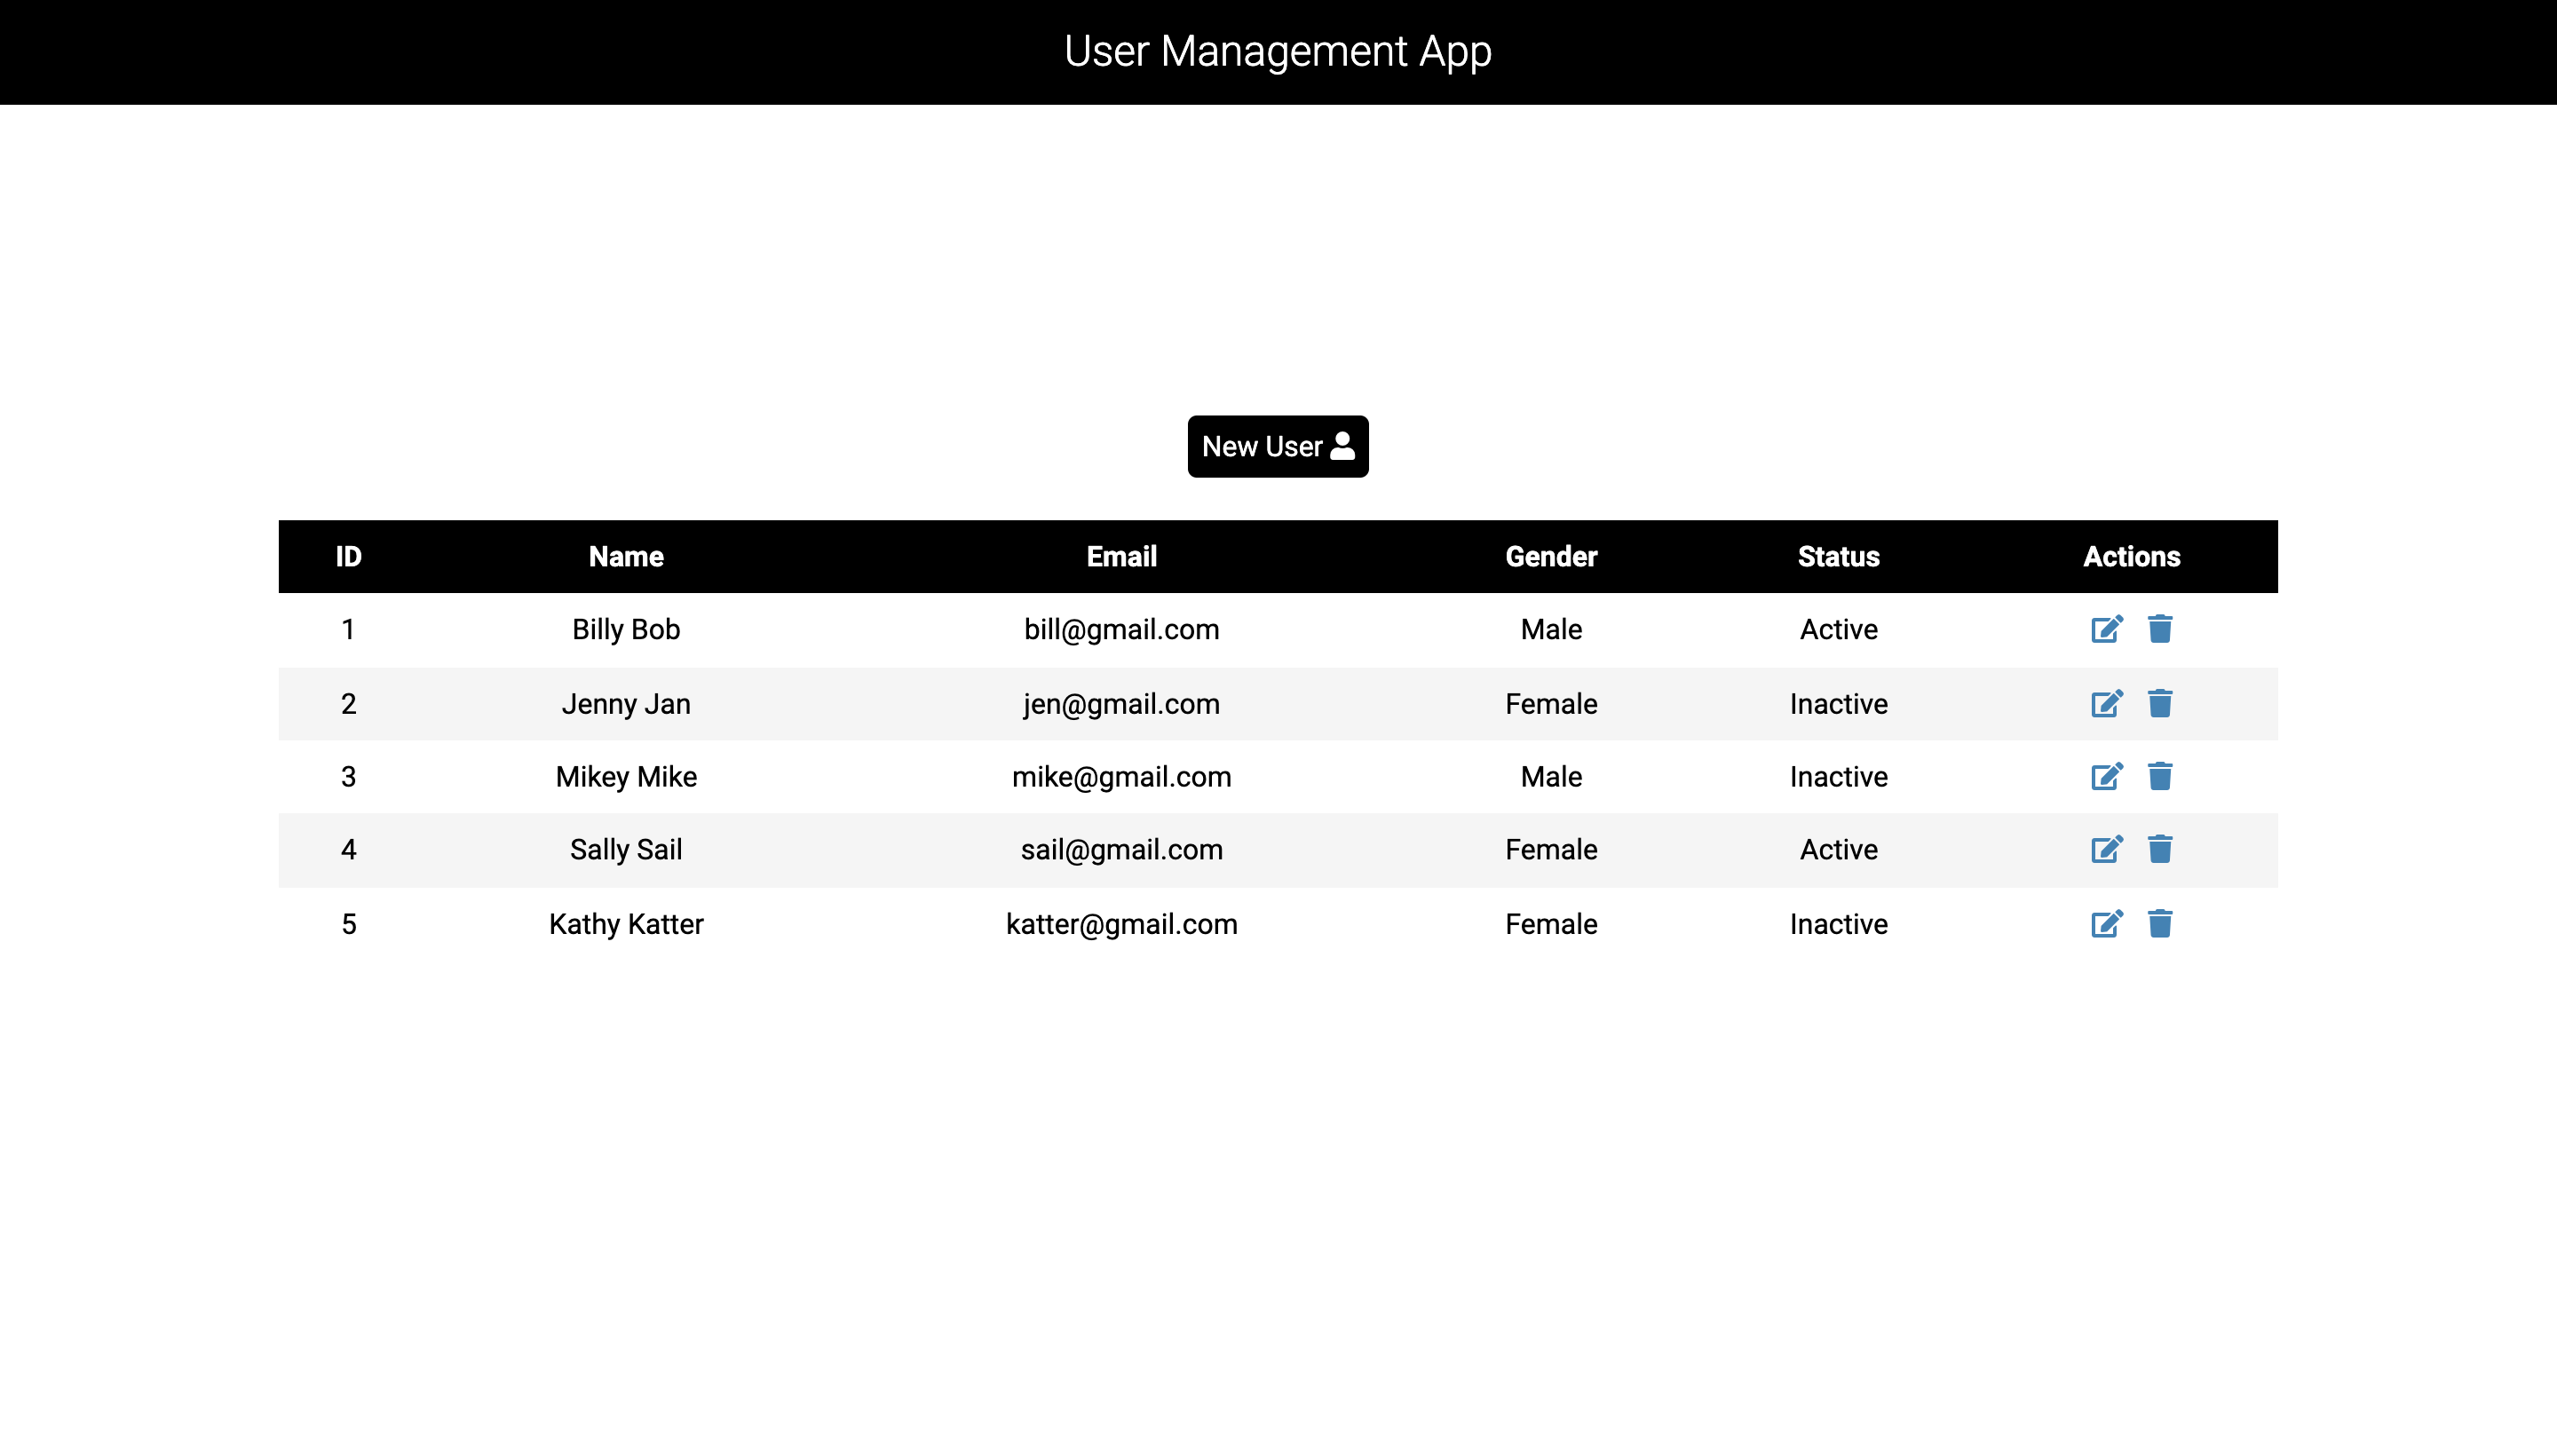 User Management App
New User
ID Name Email Gender Status Actions
1 Billy Bob bill@gmail.com Male Active
2 Jenny Jan jen@gmail.com Female Inactive
3 Mikey Mike mike@gmail.com Male Inactive
4 Sally Sail sail@gmail.com Female Active
5 Kathy Katter katter@gmail.com Female Inactive